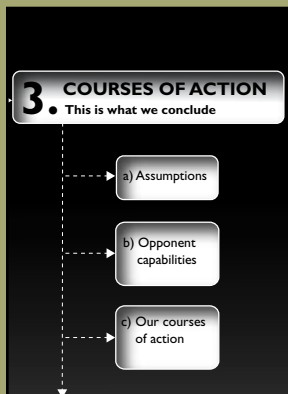 3. COURSES OF ACTION
This is what we conclude
a) Assumptions
b) Opponent
capabilities
c) Our courses
of action